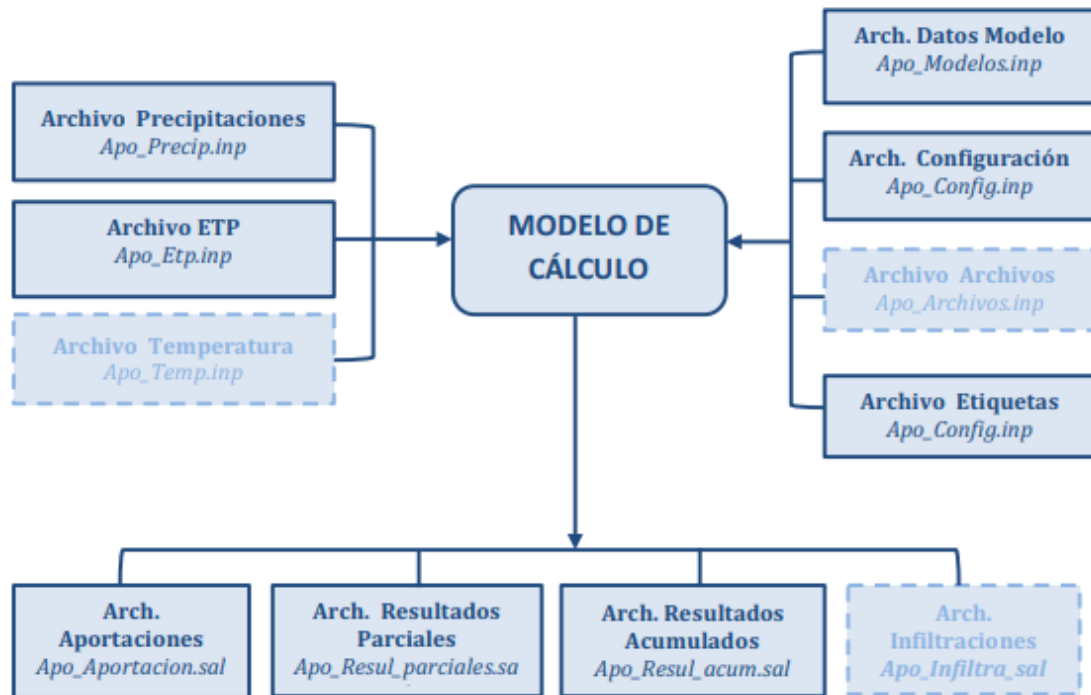 Archivo Precipitaciones
Apo_Precip.inp
Archivo ETP
Apo_Etp.inp
Archivo Temperatura
Apo_Temp.inp
MODELO DE
CÁLCULO
Arch. Datos Modelo
Apo_Modelos.inp
Arch. Configuración
Apo_Config.inp
Archivo Archivos
Apo_Archivos.inp
Archivo Etiquetas
Apo_Config.inp
Arch.
Aportaciones
Apo_Aportacion.sal
Arch. Resultados
Parciales
Apo_Resul_parciales.sa
Arch. Resultados
Acumulados
Apo_Resul_acum.sal
Arch.
Infiltraciones
Apo_Infiltra_sal